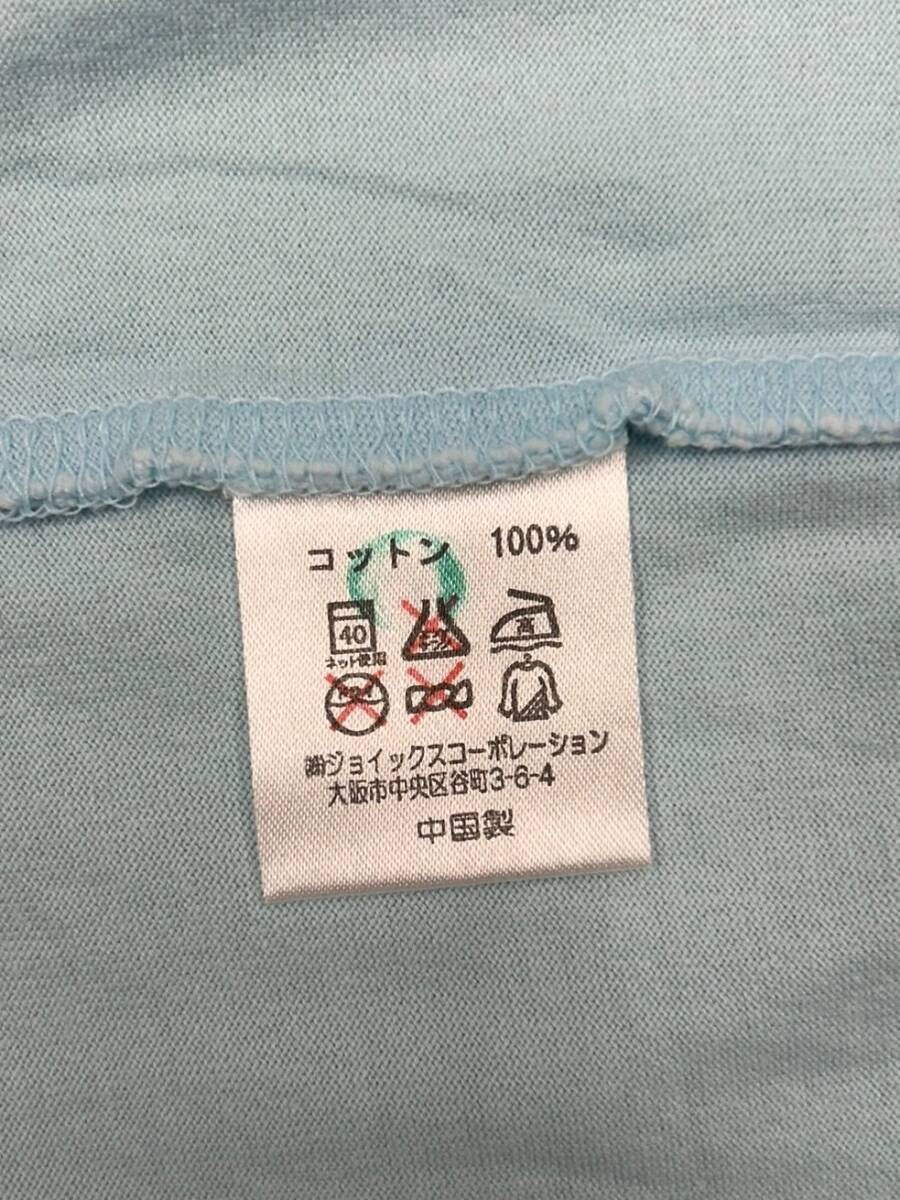 コットン 100%
40
ネット使用
高
㈱ジョイックスコーポレーション
大阪市中央区谷町3-6-4
中国製